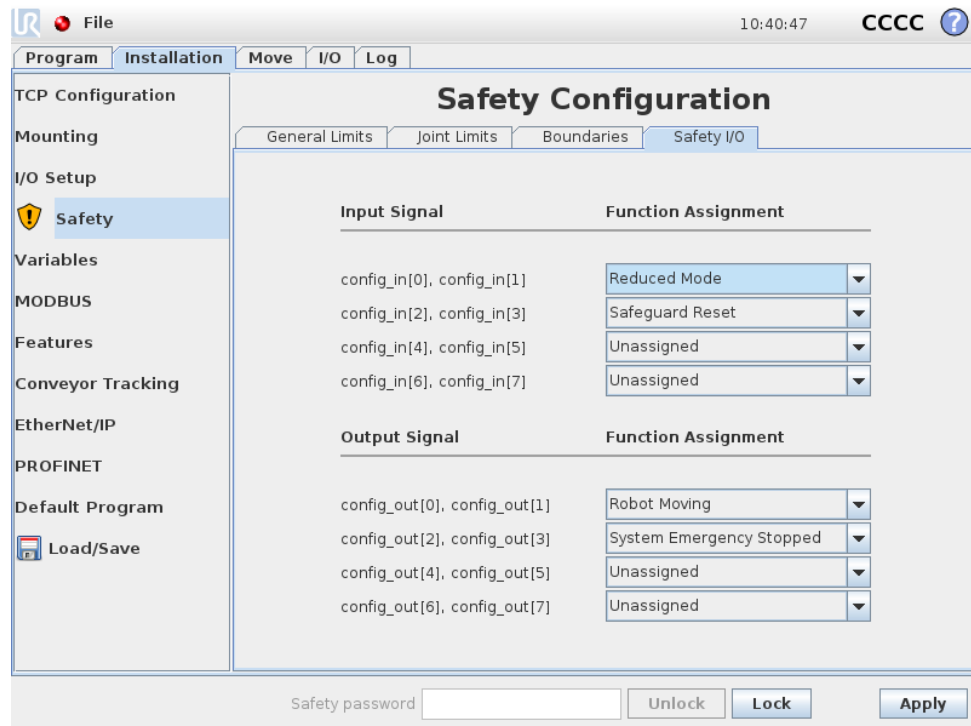 UR File 10:40:47 CCCC ?
Program Installation Move I/O Log
TCP Configuration
Mounting
I/O Setup
Safety
Variables
MODBUS
Features
Conveyor Tracking
EtherNet/IP
PROFINET
Default Program
Load/Save
Safety Configuration
General Limits Joint Limits Boundaries Safety I/O
Input Signal Function Assignment
config_in[0], config_in[1] Reduced Mode
config_in[2], config_in[3] Safeguard Reset
config_in[4], config_in[5] Unassigned
config_in[6], config_in[7] Unassigned
Output Signal Function Assignment
config_out[0], config_out[1] Robot Moving
config_out[2], config_out[3] System Emergency Stopped
config_out[4], config_out[5] Unassigned
config_out[6], config_out[7] Unassigned
Safety password Unlock Lock Apply